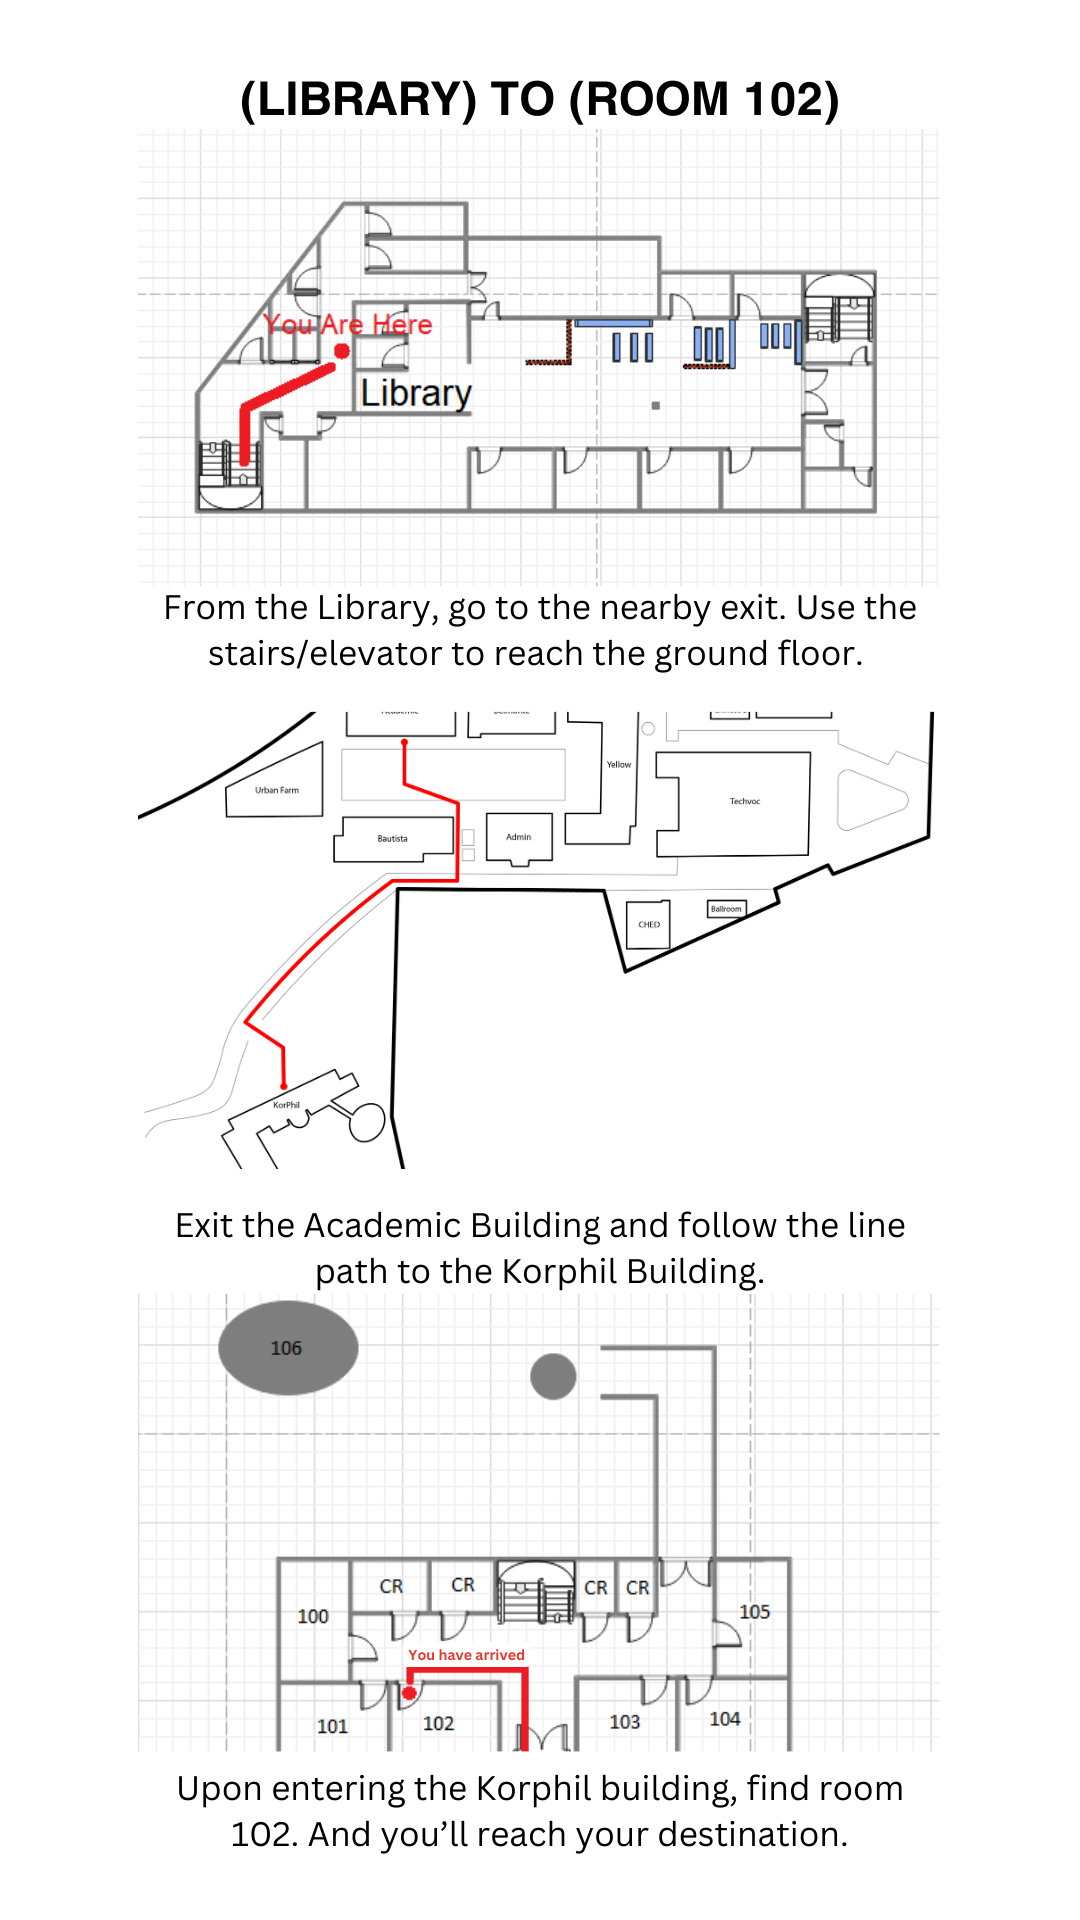 (LIBRARY) TO (ROOM 102)
You Are Here
Library
From the Library, go to the nearby exit. Use the
stairs/elevator to reach the ground floor.
Urban Farm
Bautista
Admin
Yellow
Techvoc
CHED
Ballroom
KorPhil
Exit the Academic Building and follow the line
path to the Korphil Building.
106
CR
CR
CR
CR
100
105
You have arrived
101
102
103
104
Upon entering the Korphil building, find room
102. And you’ll reach your destination.